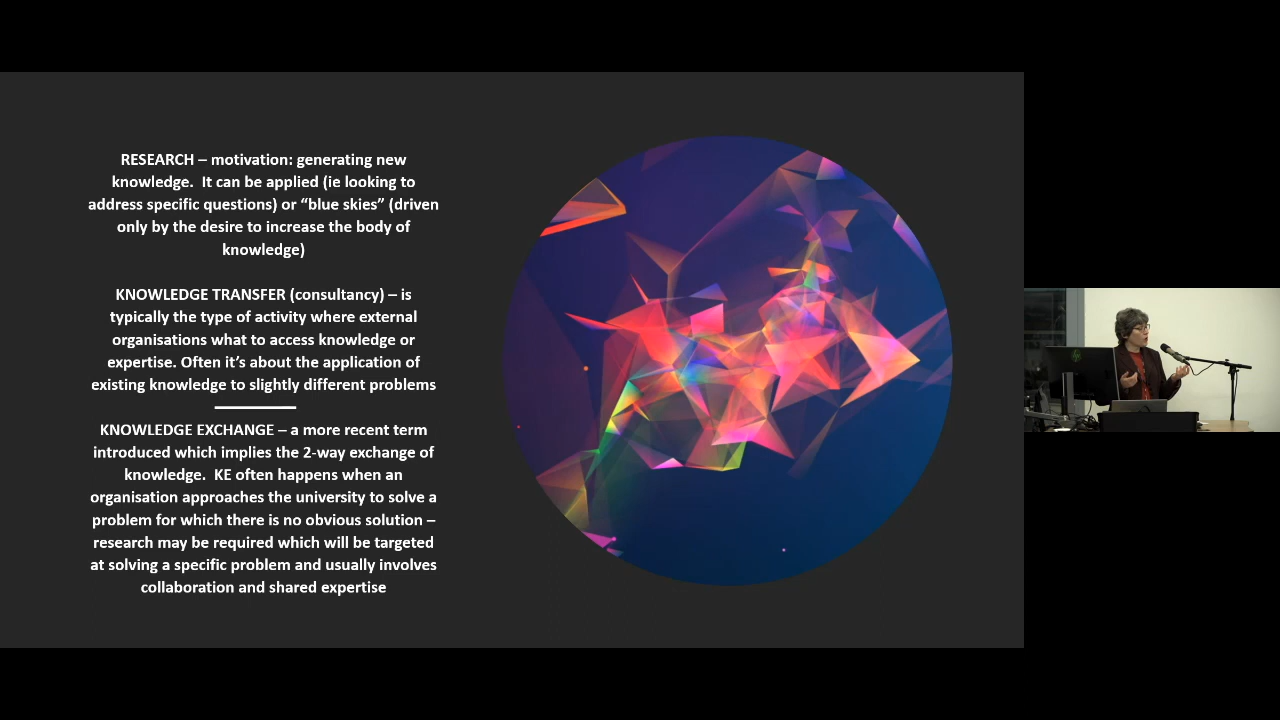 RESEARCH – motivation: generating new
knowledge.  It can be applied (ie looking to
address specific questions) or “blue skies” (driven
only by the desire to increase the body of
knowledge)
KNOWLEDGE TRANSFER (consultancy) – is
typically the type of activity where external
organisations what to access knowledge or
expertise. Often it’s about the application of
existing knowledge to slightly different problems
KNOWLEDGE EXCHANGE – a more recent term
introduced which implies the 2-way exchange of
knowledge.  KE often happens when an
organisation approaches the university to solve a
problem for which there is no obvious solution –
research may be required which will be targeted
at solving a specific problem and usually involves
collaboration and shared expertise